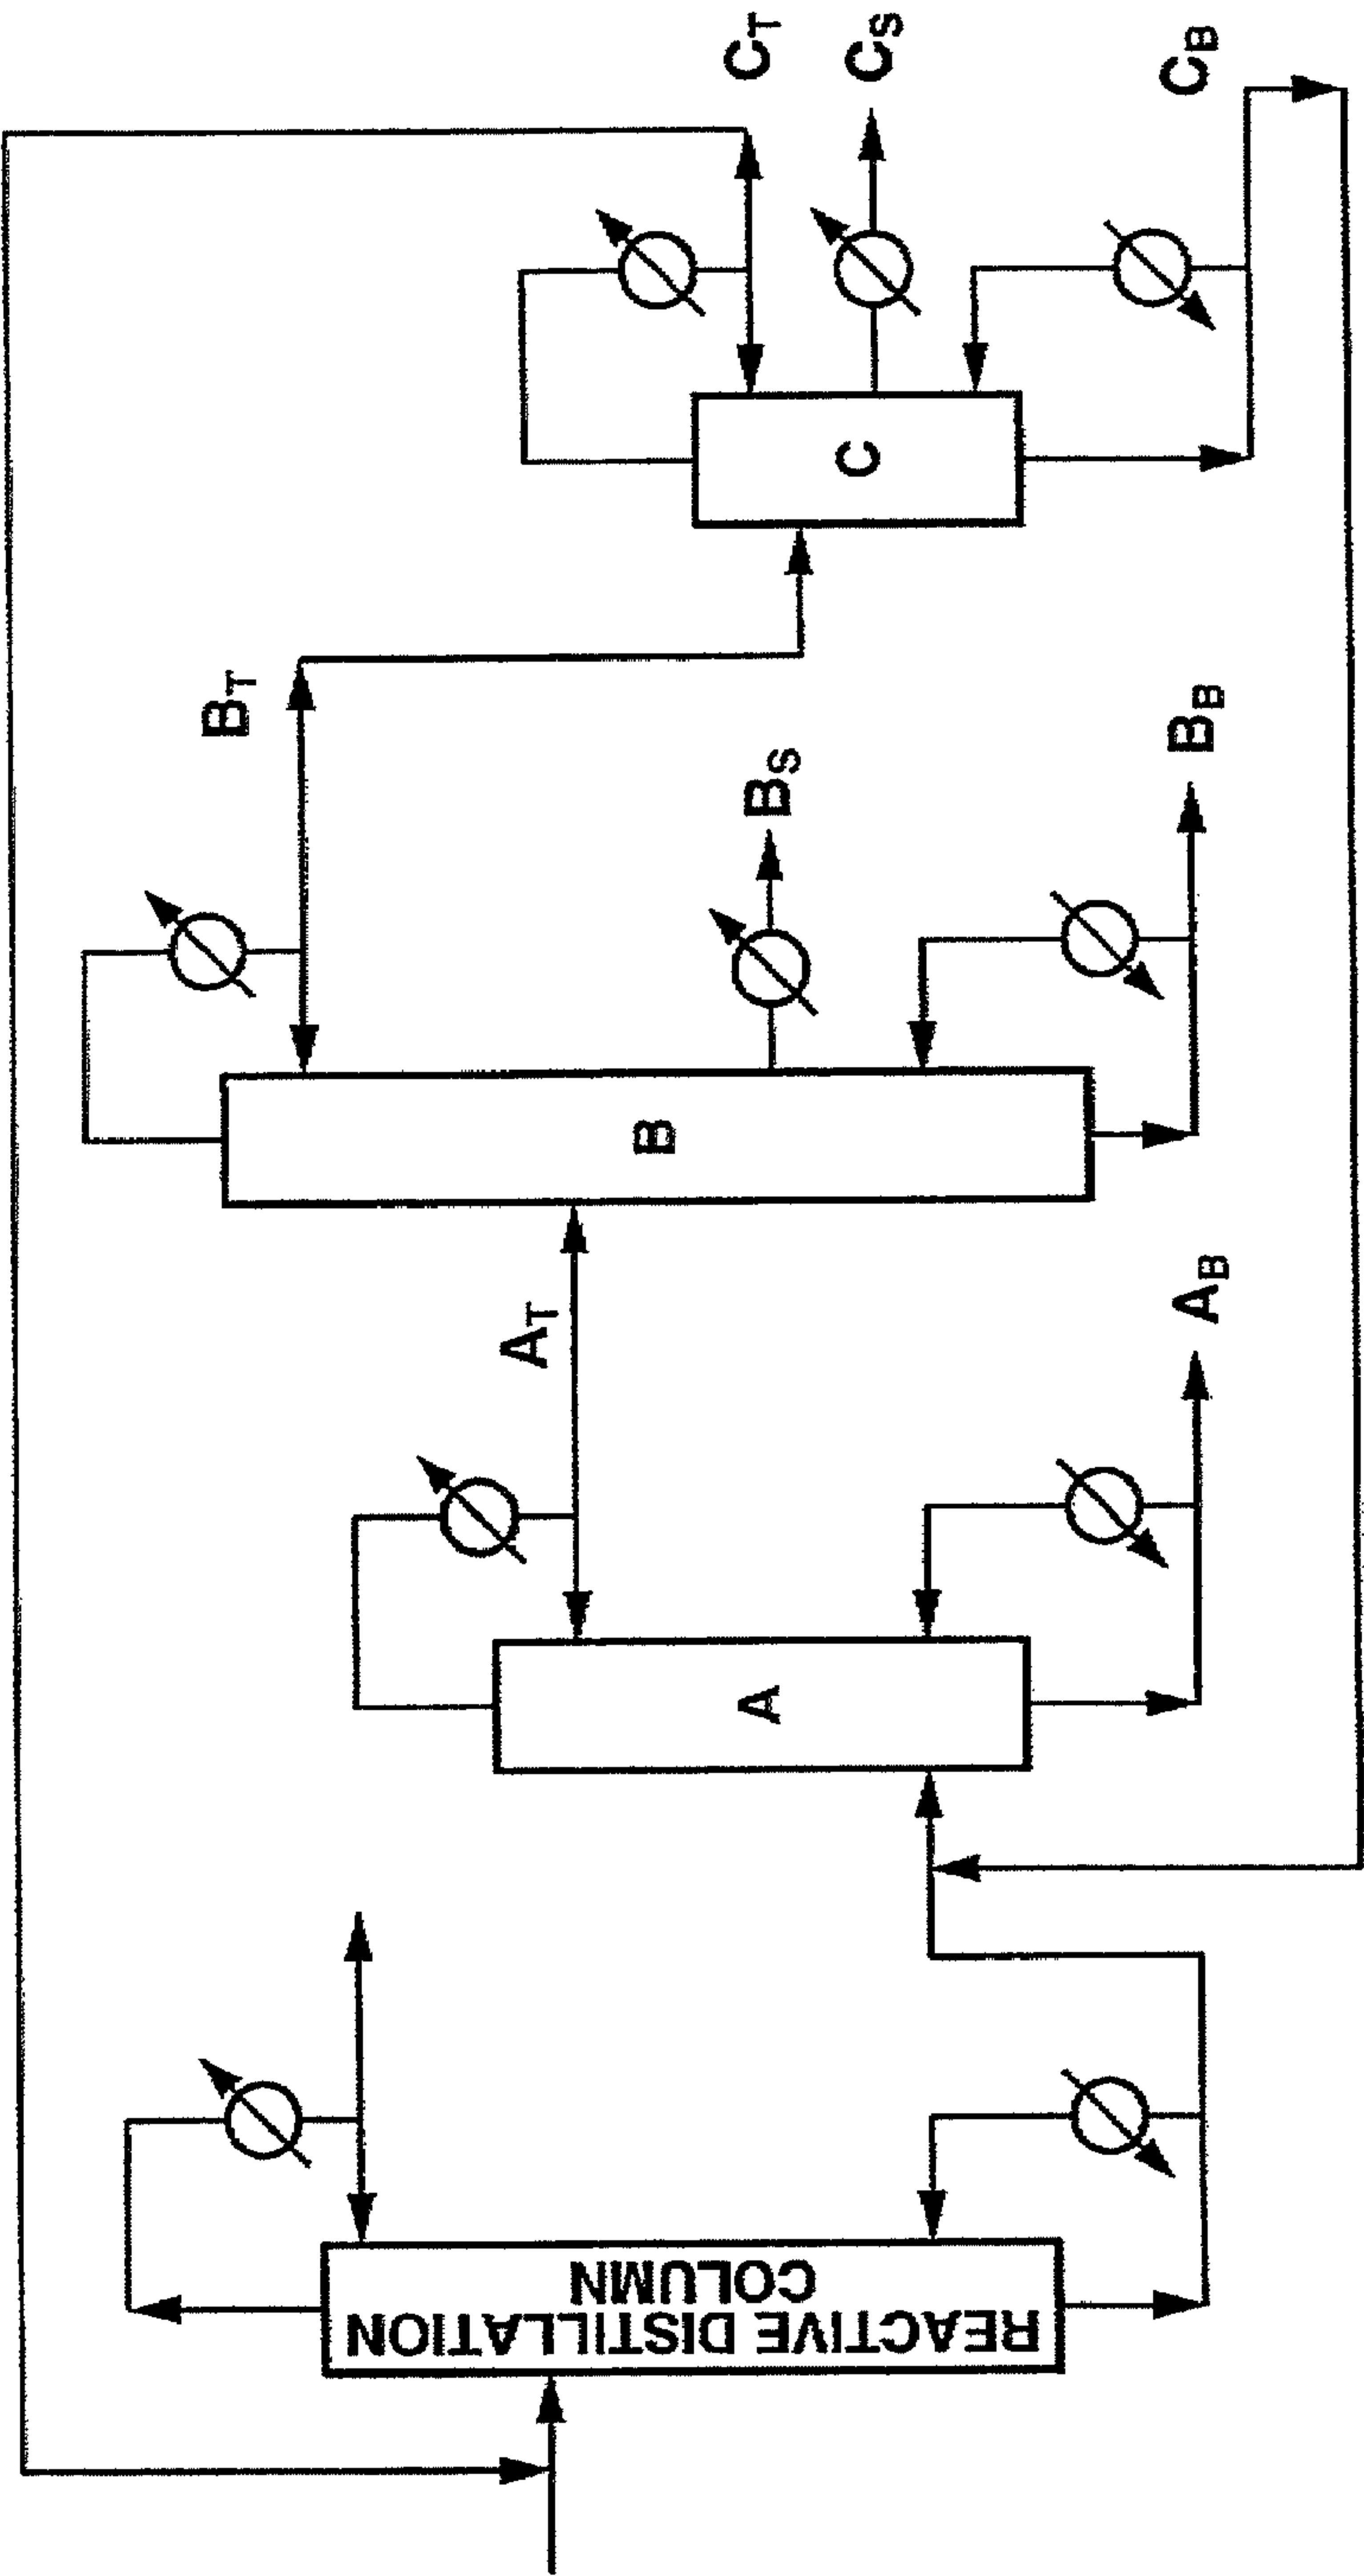 REACTIVE DISTILLATION
COLUMN
A
A_T
A_B
B
B_T
B_S
B_B
C
C_T
C_S
C_B